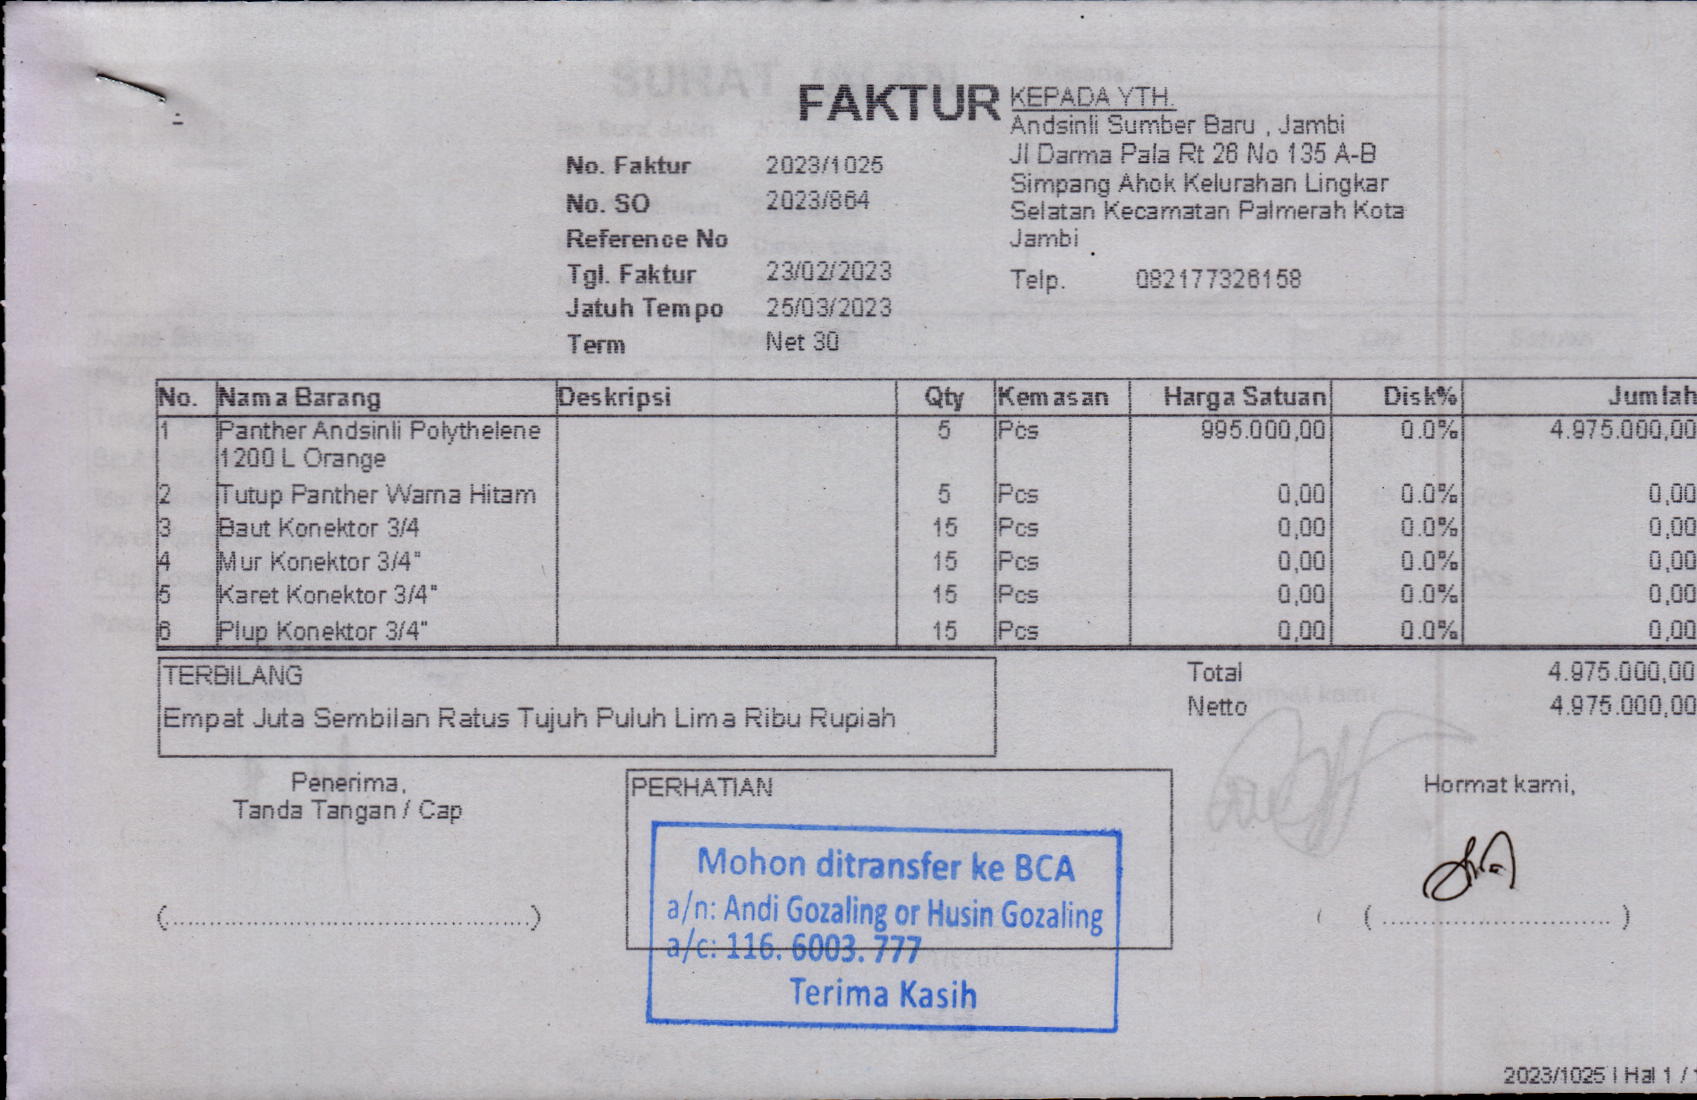 FAKTUR
No. Faktur 2023/1025
No. SO 2023/864
Reference No
Tgl. Faktur 23/02/2023
Jatuh Tempo 25/03/2023
Term Net 30
KEPADA YTH.
Andsinli Sumber Baru , Jambi
Jl Darma Pala Rt 26 No 135 A-B
Simpang Ahok Kelurahan Lingkar
Selatan Kecamatan Palmerah Kota
Jambi
Telp. 082177326158
No. Nama Barang Deskripsi Qty Kemasan Harga Satuan Disk% Jumlah
1 Panther Andsinli Polythelene 5 Pcs 995.000,00 0.0% 4.975.000,00
1200 L Orange
2 Tutup Panther Warna Hitam 5 Pcs 0,00 0.0% 0,00
3 Baut Konektor 3/4 15 Pcs 0,00 0.0% 0,00
4 Mur Konektor 3/4" 15 Pcs 0,00 0.0% 0,00
5 Karet Konektor 3/4" 15 Pcs 0,00 0.0% 0,00
6 Plup Konektor 3/4" 15 Pcs 0,00 0.0% 0,00
TERBILANG
Empat Juta Sembilan Ratus Tujuh Puluh Lima Ribu Rupiah
Total 4.975.000,00
Netto 4.975.000,00
Penerima,
Tanda Tangan / Cap
(....................................................)
PERHATIAN
Mohon ditransfer ke BCA
a/n: Andi Gozaling or Husin Gozaling
a/c: 116. 6003. 777
Terima Kasih
Hormat kami,
( ................................. )
2023/1025 | Hal 1 /